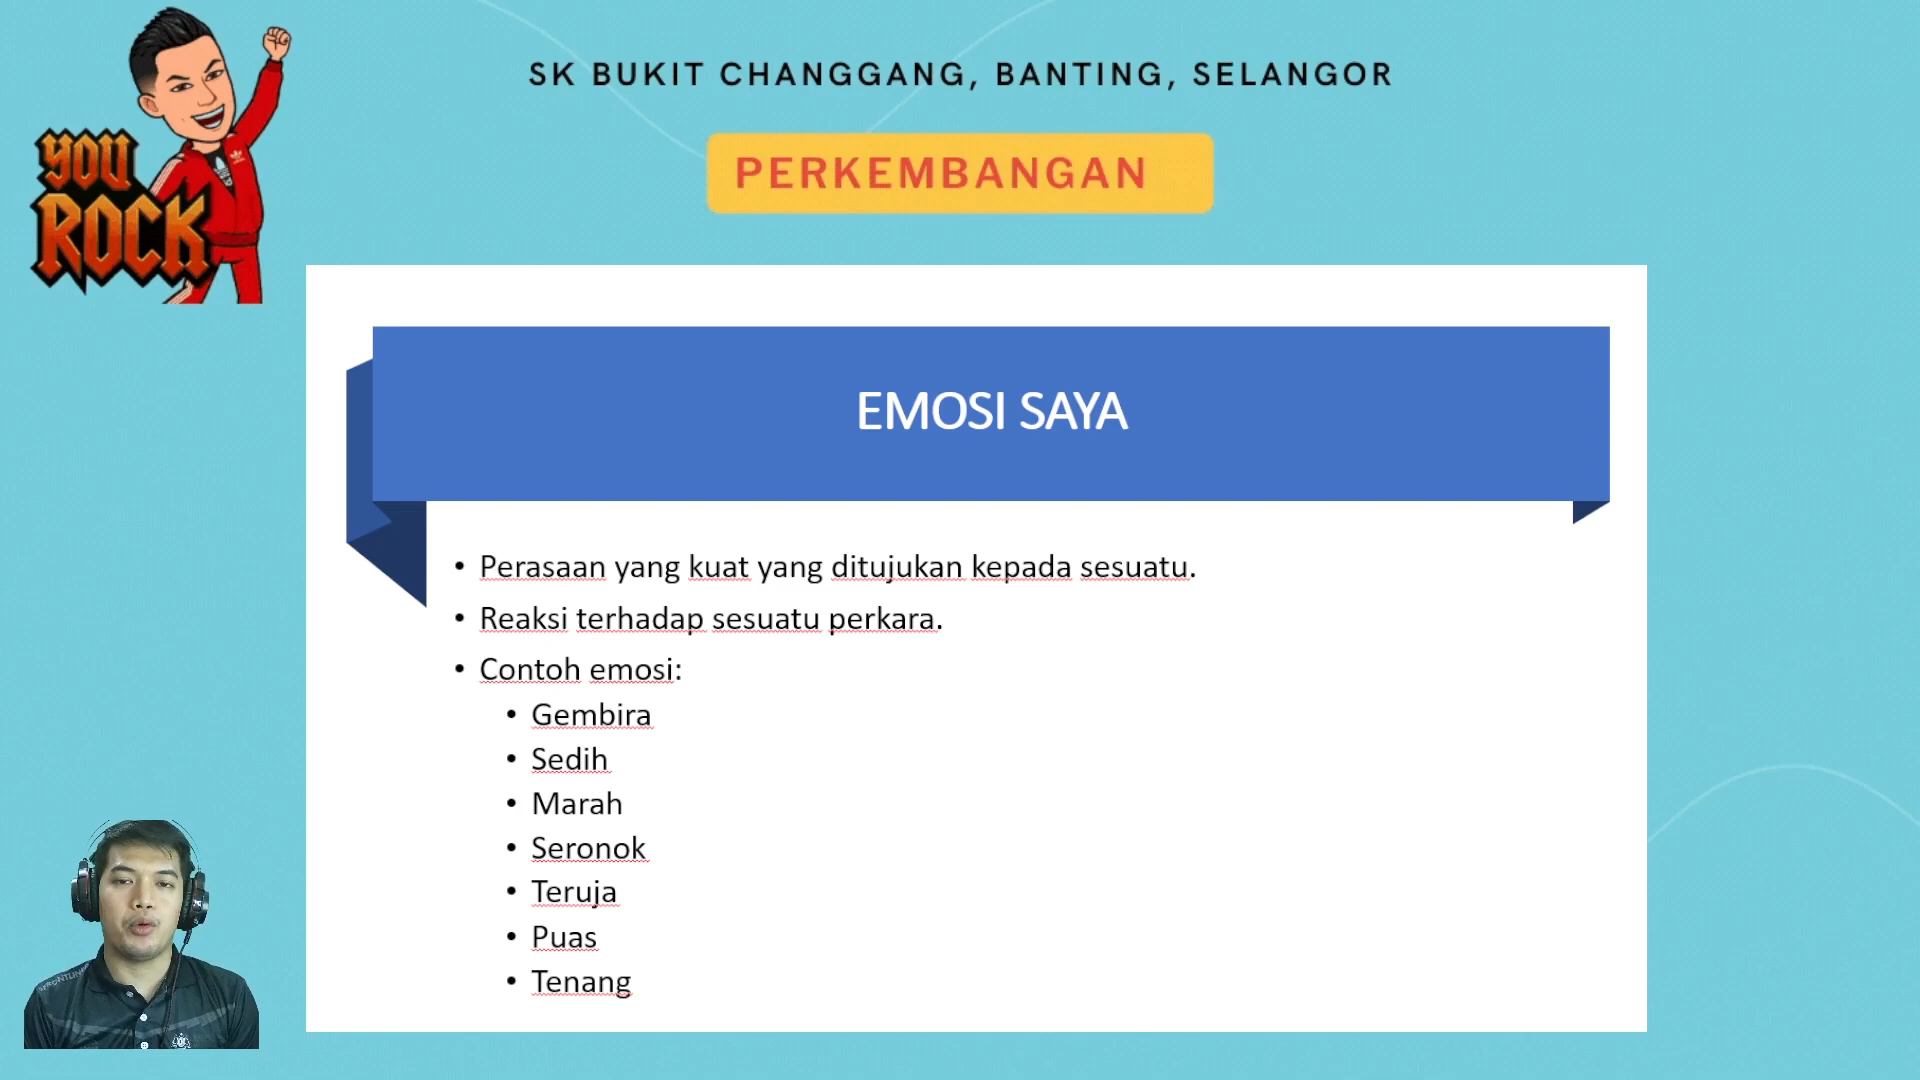 SK BUKIT CHANGGANG, BANTING, SELANGOR
YOU
ROCK
PERKEMBANGAN
EMOSI SAYA
• Perasaan yang kuat yang ditujukan kepada sesuatu.
• Reaksi terhadap sesuatu perkara.
• Contoh emosi:
• Gembira
• Sedih
• Marah
• Seronok
• Teruja
• Puas
• Tenang